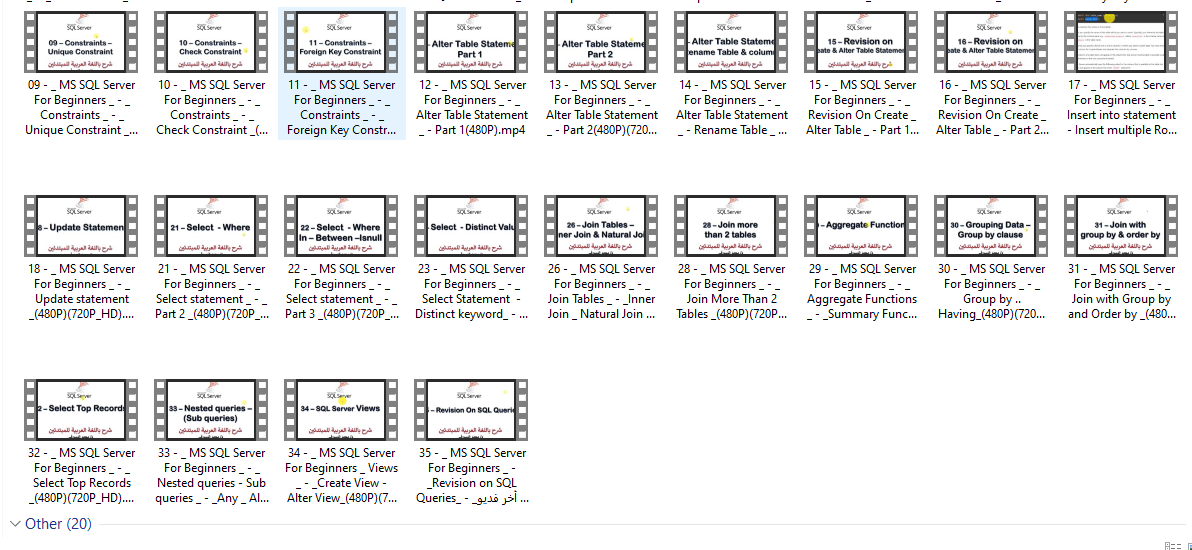 SQLServer
09 – Constraints –
Unique Constraint
شرح باللغة العربية للمبتدئين
09 - _ MS SQL Server
For Beginners _ - _
Constraints _ - _
Unique Constraint _...
SQLServer
10 – Constraints –
Check Constraint
شرح باللغة العربية للمبتدئين
10 - _ MS SQL Server
For Beginners _ - _
Constraints _ - _
Check Constraint _(...
SQLServer
11 – Constraints –
Foreign Key Constraint
شرح باللغة العربية للمبتدئين
11 - _ MS SQL Server
For Beginners _ - _
Constraints _ - _
Foreign Key Constr...
SQLServer
- Alter Table Stateme
Part 1
شرح باللغة العربية للمبتدئين
12 - _ MS SQL Server
For Beginners _ - _
Alter Table Statement
_ - Part 1(480P).mp4
SQLServer
- Alter Table Stateme
Part 2
شرح باللغة العربية للمبتدئين
13 - _ MS SQL Server
For Beginners _ - _
Alter Table Statement
_ - Part 2(480P)(720...
SQLServer
- Alter Table Stateme
ename Table & colum
شرح باللغة العربية للمبتدئين
14 - _ MS SQL Server
For Beginners _ - _
Alter Table Statement
_ - Rename Table _ ...
SQLServer
15 – Revision on
eate & Alter Table Statemen
شرح باللغة العربية للمبتدئين
15 - _ MS SQL Server
For Beginners _ - _
Revision On Create _
Alter Table _ - Part 1...
SQLServer
16 – Revision on
eate & Alter Table Statemen
شرح باللغة العربية للمبتدئين
16 - _ MS SQL Server
For Beginners _ - _
Revision On Create _
Alter Table _ - Part 2...
17 - _ MS SQL Server
For Beginners _ - _
Insert into statement
- Insert multiple Ro...
SQLServer
8 – Update Statemen
شرح باللغة العربية للمبتدئين
18 - _ MS SQL Server
For Beginners _ - _
Update statement
_(480P)(720P_HD)....
SQLServer
21 – Select - Where
شرح باللغة العربية للمبتدئين
21 - _ MS SQL Server
For Beginners _ - _
Select statement _ - _
Part 2 _(480P)(720P_...
SQLServer
22 – Select - Where
In – Between –Isnull
شرح باللغة العربية للمبتدئين
22 - _ MS SQL Server
For Beginners _ - _
Select statement _ - _
Part 3 _(480P)(720P_...
SQLServer
Select - Distinct Valu
شرح باللغة العربية للمبتدئين
23 - _ MS SQL Server
For Beginners _ - _
Select Statement -
Distinct keyword_ - ...
SQLServer
26 – Join Tables –
ner Join & Natural Jo
شرح باللغة العربية للمبتدئين
26 - _ MS SQL Server
For Beginners _ - _
Join Tables _ - _Inner
Join _ Natural Join ...
SQLServer
28 – Join more
than 2 tables
شرح باللغة العربية للمبتدئين
28 - _ MS SQL Server
For Beginners _ - _
Join More Than 2
Tables _(480P)(720P...
SQLServer
– Aggregate Function
شرح باللغة العربية للمبتدئين
29 - _ MS SQL Server
For Beginners _ - _
Aggregate Functions
_ - _Summary Func...
SQLServer
30 – Grouping Data –
Group by clause
شرح باللغة العربية للمبتدئين
30 - _ MS SQL Server
For Beginners _ - _
Group by ..
Having_(480P)(720...
SQLServer
31 – Join with
group by & order by
شرح باللغة العربية للمبتدئين
31 - _ MS SQL Server
For Beginners _ - _
Join with Group by
and Order by _(480...
SQLServer
2 – Select Top Records
شرح باللغة العربية للمبتدئين
32 - _ MS SQL Server
For Beginners _ - _
Select Top Records
_(480P)(720P_HD)....
SQLServer
33 – Nested queries –
(Sub queries)
شرح باللغة العربية للمبتدئين
33 - _ MS SQL Server
For Beginners _ - _
Nested queries - Sub
queries _ - _Any _ Al...
SQLServer
34 – SQL Server Views
شرح باللغة العربية للمبتدئين
34 - _ MS SQL Server
For Beginners _ Views
_ - _Create View -
Alter View_(480P)(7...
SQLServer
– Revision On SQL Querie
شرح باللغة العربية للمبتدئين
35 - _ MS SQL Server
For Beginners _ -
_Revision on SQL
Queries_ - _أخر فديو ...
Other (20)